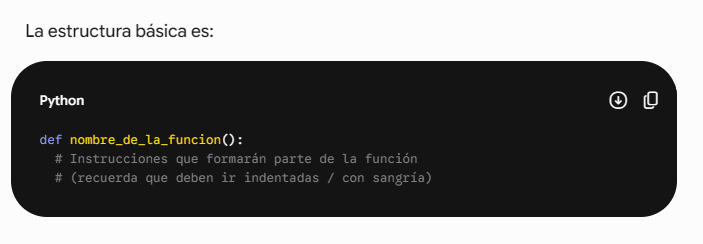 La estructura básica es:
Python
def nombre_de_la_funcion():
  # Instrucciones que formarán parte de la función
  # (recuerda que deben ir indentadas / con sangría)